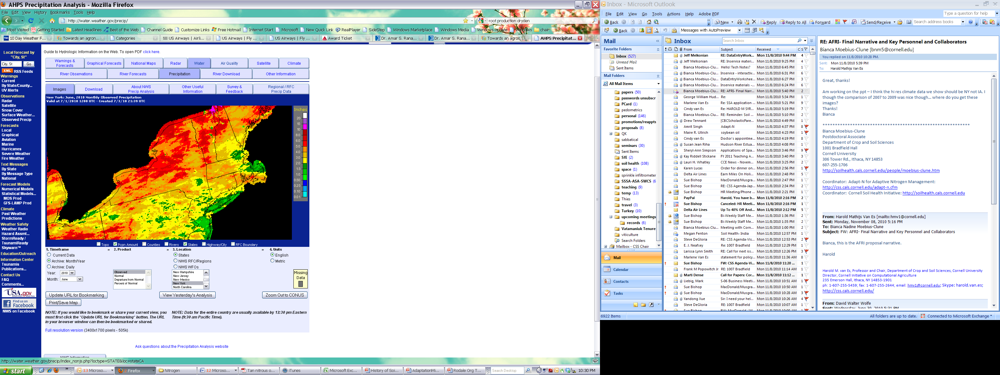 AHPS Precipitation Analysis - Mozilla Firefox
File Edit View History Bookmarks Tools Help
http://water.weather.gov/precip/
root production dryden
Most Visited Getting Started Latest Headlines Best of the Web Channel Guide Customize Links Free Hotmail Internet Start Microsoft New Quick Link RealPlayer SideStep Windows Marketplace Windows Media Windows Update Windows chair
10 Day Weather F... Towards an agron... Categories US Airways | Airli... US Airways | Fly ... US Airways | Fly ... Award Ticket Dr. Amar S. Rana... Dr. Amar S. Rana... Towards an agron... AHPS Precipitat...
Local forecast by
"City, St"
City, St Go
XML RSS Feeds
Warnings
Current
By State/County...
UV Alerts
Observations
Radar
Satellite
Snow Cover
Surface Weather...
Observed Precip
Forecasts
Local
Graphical
Aviation
Marine
Hurricanes
Severe Weather
Fire Weather
Text Messages
By State
By Message Type
National
Forecast Models
Numerical Models
Statistical Models...
MOS Prod
GFS-LAMP Prod
Climate
Past Weather
Predictions
Weather Safety
Weather Radio
Hazard Assmt...
StormReady /
TsunamiReady
Skywarn™
Education/Outreach
Information Center
Tsunamis
Publications...
Contact Us
FAQ
Comments...
USA.gov
Find us on
Facebook
NWS on Facebook
Guide to Hydrologic Information on the Web. To open PDF click here.
Warnings & Forecasts Graphical Forecasts National Maps Radar Water Air Quality Satellite Climate
River Observations River Forecasts Precipitation River Download Other Information
Images Download About NWS Precip Analysis Other Useful Information Survey & Feedback Regional / RFC Precip Data
New York: June, 2010 Monthly Observed Precipitation
Valid at 7/1/2010 1200 UTC - Created 7/3/10 21:39 UTC
Inches
20
15
10
8.0
6.0
5.0
4.0
3.0
2.0
1.5
1.0
0.50
0.25
0.10
0.01
Topo Pcpn Amount Counties Rivers States Highway/City RFC Boundary
1. Timeframe » 2. Product » 3. Location » 4. Units
Current Data
Archive: Month/Year
Archive: Daily
Year: 2010
Month: June
Observed
Normal
Departure from Normal
Percent of Normal
States
NWS RFC/Regions
NWS WFOs
New Hampshire
New Jersey
New Mexico
New York
North Carolina
English
Metric
Missing
Data
Update URL for Bookmarking View Yesterday's Analysis Zoom Out to CONUS
Print/Save Map
NOTE: If you would like to bookmark or share your current view, you
must first click the "Update URL for Bookmarking" button. The URL
in your browser window can then be bookmarked or shared.
NOTE: Data for the entire country are usually available by 12:30 pm Eastern
Time (9:30 am Pacific Time).
Full resolution version (3400x1700 pixels - 505k)
Ask questions about the Precipitation Analysis website
NWS Information
http://water.weather.gov/precip/index_nonjs.php?loctype=STATE&loc=stateCA
start 13 Microso... 2 Firefox Nitrogen 12 Microso... Tan nitrous o... iTunes Microsoft Exc... History of Soi... AdaptationMi... Rodale Org T... Search Desktop 10:30 PM
Inbox - Microsoft Outlook
File Edit View Go Tools Actions Help Adobe PDF
Type a question for help
Back New Reply Reply to All Forward Send/Receive Search address books
Back Messages with AutoPreview
Mail «
Favorite Folders
Inbox (527)
Unread Mail
Sent Items
Mail Folders
All Mail Items
papers (50)
passwords unsubscr
PCard (1)
pedometrics
personal (146)
promotions/reappts
proposals (8)
QK
sabbatical
seminars (30)
Sent Items
SfE (2)
soil health (108)
space (1)
sprinkle infiltrometer
SSSA-ASA-SWCS (6
teaching (9)
temp (13)
Thies
travel (3)
Turkey (10)
upcoming meetings
records (6)
Vatamaniuk Tenure
viticulture
Search Folders
Mailbox - CSS Chair
Mail
Calendar
Contacts
Tasks
6922 Items
Inbox
Search Inbox
From Subject Received C S
Jeff Melkonian RE: DataEntryWork... Mon 11/8/2010 9:44 PM 4
Jeff Melkonian RE: Inservice materi... Mon 11/8/2010 9:25 PM 4
Bianca Moebius-Clu... Hello! Tech Notes? Mon 11/8/2010 6:45 PM 1
Bianca Moebius-Clu... Inservice - interactiv... Mon 11/8/2010 6:31 PM 6
Bianca Moebius-Clu... DataEntryWorkshee... Mon 11/8/2010 6:27 PM 3
Bianca Moebius-Clu... Inservice materials -... Mon 11/8/2010 6:24 PM 6
Bianca Moebius-Clu... RE: AFRI- Final Narr... Mon 11/8/2010 5:40 PM 2
George William Hud... Re: Mon 11/8/2010 5:34 PM 1
Marlene Van Es Re: SSA application ... Mon 11/8/2010 5:21 PM 9
Cindy van Es Re: HAROLD M SYR... Mon 11/8/2010 5:19 PM 7
Bianca Moebius-Clu... RE: Reminder: Soil ... Mon 11/8/2010 5:10 PM 2
Drew Tennant [CBCScholasticPare... Mon 11/8/2010 4:49 PM 1
Amrit Singh Adapt-N Mon 11/8/2010 4:37 PM 8
Maire R. Ullrich soybean oil Mon 11/8/2010 4:23 PM 1
Cindy van Es Doctor's appointme... Mon 11/8/2010 4:19 PM 8
Susan Jean Riha Hudson River Estua... Mon 11/8/2010 4:08 PM 1
Sheryl-Ann Simpson Applications of Spa... Mon 11/8/2010 3:46 PM 9
Kay Riddell Stickane FY 2011 Teaching A... Mon 11/8/2010 3:40 PM 3
Lauri H. Whatley CCE News - Novem... Mon 11/8/2010 3:25 PM 2
Karen Lucas Order for dinner on... Mon 11/8/2010 2:56 PM 1
Delta Air Lines Earn Miles On Holi... Mon 11/8/2010 2:48 PM 5
Sue Bishop MacDonald/Musgra... Mon 11/8/2010 2:47 PM 1
Sue Bishop RE: CSS Agenda-Jap... Mon 11/8/2010 2:34 PM 2
Sue Bishop HR Meeting/Phone ... Mon 11/8/2010 2:21 PM 1
PayPal Harold, You have b... Mon 11/8/2010 2:16 PM 2
Sue Bishop Canceled: HR Meeti... Mon 11/8/2010 2:16 PM 1
Delta Air Lines Up To 40% Off And... Mon 11/8/2010 2:12 PM 5
Sue Bishop Bi-Weekly Staff Me... Mon 11/8/2010 1:36 PM 2
Sue Bishop Bi-Weekly Staff Me... Mon 11/8/2010 1:35 PM 2
Bianca Moebius-Clu... Meeting with Corn... Mon 11/8/2010 1:00 PM 2
Megan Fenton Soil Health- India Mon 11/8/2010 12:57 PM 1
Steve DeGloria RE: CSS Agenda-Vis... Mon 11/8/2010 12:53 PM 2
E. J. Neafsey Re: 1007 Bradfield Mon 11/8/2010 12:29 PM 1
Larissa Lynn Smith RE: Call for next iss... Mon 11/8/2010 12:26 PM 3
Marlene Van Es statement for policy... Mon 11/8/2010 11:36 AM 8
Sue Bishop FW: CSS Agenda-Vi... Mon 11/8/2010 11:20 ... 1
Frank M Popowitch Jr RE: 1007 Bradfield Mon 11/8/2010 11:14 AM 1
Marti Dense Call for Papers: Cor... Mon 11/8/2010 11:12 ... 1
Liebig, Mark S-06 Business Meeti... Mon 11/8/2010 10:51 AM 1
Sue Bishop MacDonald/Musgra... Mon 11/8/2010 10:50 AM 1
Sue Bishop MacDonald/Musgra... Mon 11/8/2010 10:28 AM 3
Yandong Xue Sir: I need your hel... Mon 11/8/2010 10:26 AM 4
Steve DeGloria RE: 1007 Bradfield Mon 11/8/2010 10:07 AM 1
RE: AFRI- Final Narrative and Key Personnel and Collaborators
Bianca Moebius-Clune [bnm5@cornell.edu]
You replied on 11/8/2010 10:28 PM.
Sent: Mon 11/8/2010 5:39 PM
To: Harold Mathijs Van Es
Great, thanks!
Am working on the ppt – I think the hi res climate data we show should be NY not IA. I
though the comparison of 2007 to 2009 was nice though... where do you get these
images?
Thanks!
Bianca
************************************************************
Bianca Moebius-Clune
Postdoctoral Associate
Department of Crop and Soil Sciences
1001 Bradfield Hall
Cornell University
306 Tower Rd., Ithaca, NY 14853
607-255-1706
http://soilhealth.cals.cornell.edu/people/moebius-clune.htm
Coordinator: Adapt-N for Adaptive Nitrogen Management:
http://css.cals.cornell.edu/adapt-n.cfm
Coordinator: Cornell Soil Health Initiative: http://soilhealth.cals.cornell.edu
From: Harold Mathijs Van Es [mailto:hmv1@cornell.edu]
Sent: Monday, November 08, 2010 5:16 PM
To: Bianca Nadine Moebius-Clune
Subject: FW: AFRI- Final Narrative and Key Personnel and Collaborators
Bianca, this is the AFRI proposal narrative.
Harold
Harold M. van Es, Professor and Chair, Department of Crop and Soil Sciences, Cornell University
Director, Cornell Initiative on Computational Agriculture
235 Emerson Hall, Ithaca, NY 14853-1901
ph: 1-607-255-5459; fax: 1-607-255-2644; email: hmv1@cornell.edu; Skype: harold.van.es;
http://css.cals.cornell.edu/
From: David Walter Wolfe
Sent: Wednesday, June 30, 2010 5:31 PM
All folders are up to date. Connected to Microsoft Exchange